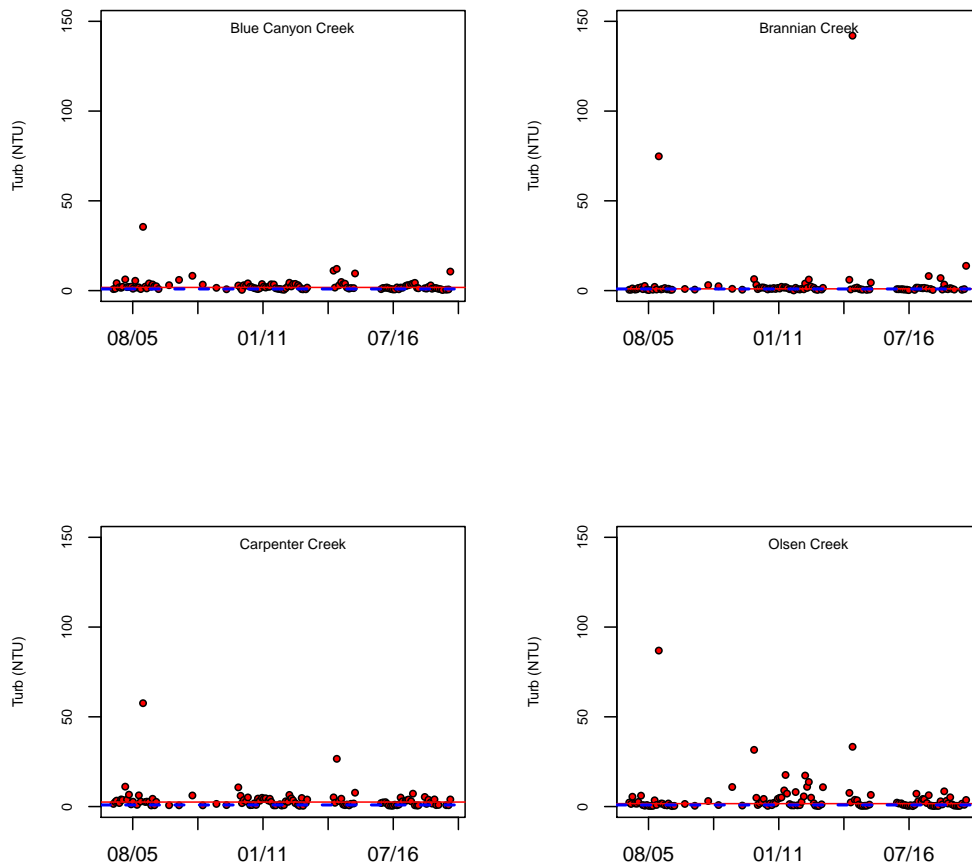 Blue Canyon Creek
Turb (NTU)
150
100
50
0
08/05 01/11 07/16
Brannian Creek
Turb (NTU)
150
100
50
0
08/05 01/11 07/16
Carpenter Creek
Turb (NTU)
150
100
50
0
08/05 01/11 07/16
Olsen Creek
Turb (NTU)
150
100
50
0
08/05 01/11 07/16